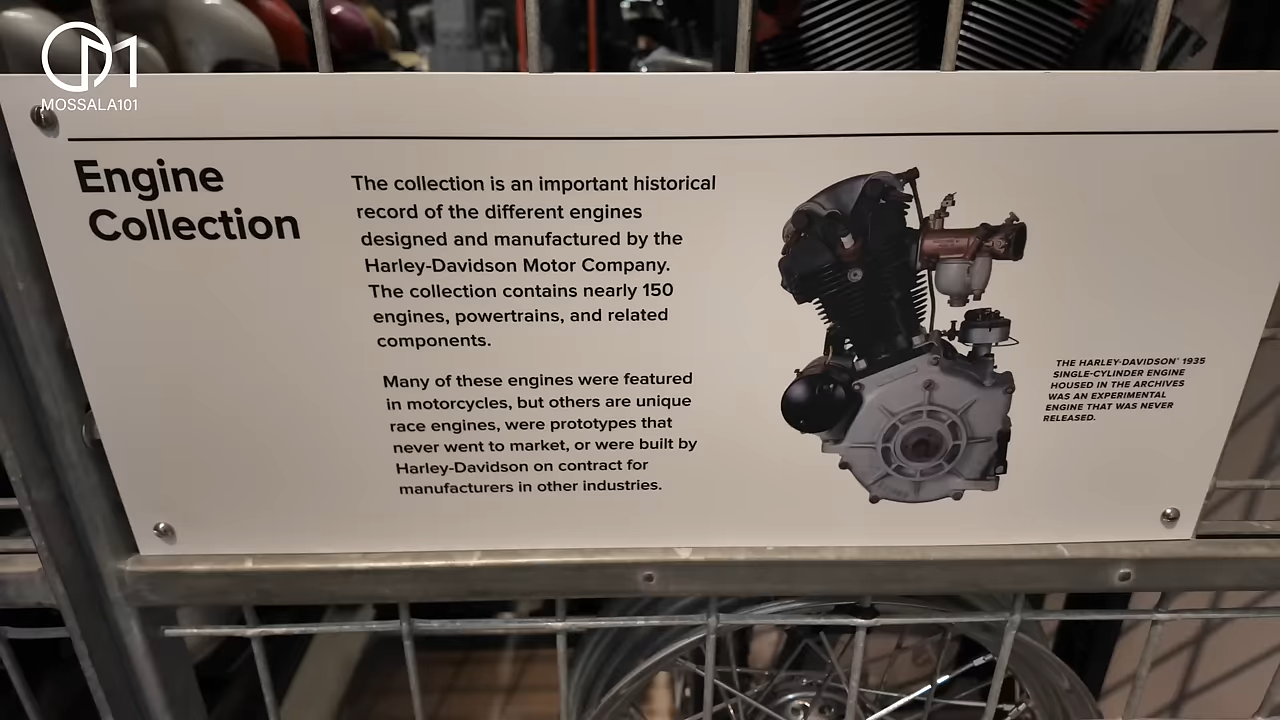 MOSSALA101
Engine
Collection
The collection is an important historical
record of the different engines
designed and manufactured by the
Harley-Davidson Motor Company.
The collection contains nearly 150
engines, powertrains, and related
components.
Many of these engines were featured
in motorcycles, but others are unique
race engines, were prototypes that
never went to market, or were built by
Harley-Davidson on contract for
manufacturers in other industries.
THE HARLEY-DAVIDSON® 1935
SINGLE-CYLINDER ENGINE
HOUSED IN THE ARCHIVES
WAS AN EXPERIMENTAL
ENGINE THAT WAS NEVER
RELEASED.